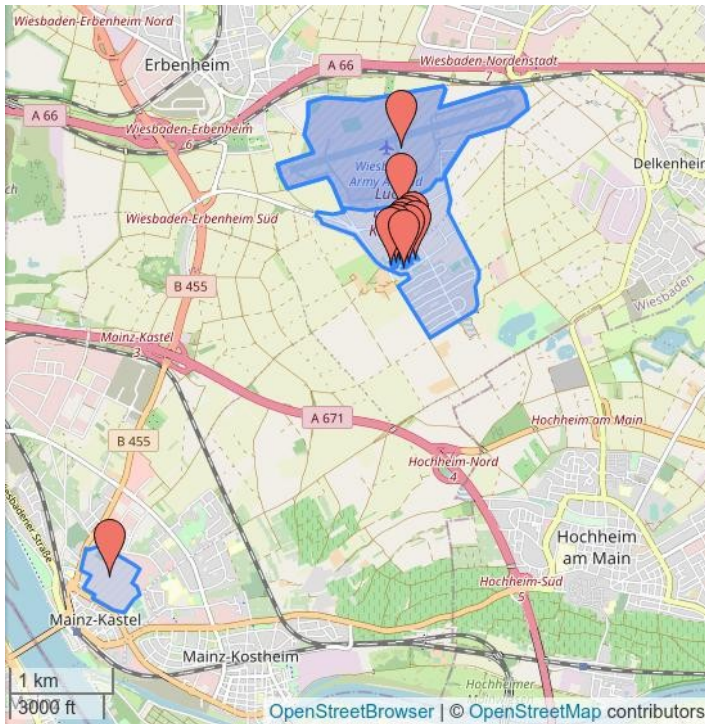 Wiesbaden-Erbenheim Nord
Erbenheim
A 66
Wiesbaden-Nordenstadt
7
A 66
Wiesbaden-Erbenheim
6
Delkenheim
Wiesbaden-Erbenheim Süd
B 455
Wiesbaden
Mainz-Kastel
3
A 671
Hochheim am Main
B 455
Hochheim-Nord
4
Hochheim
am Main
Straße
Hochheim-Süd
5
Mainz-Kastel
Mainz-Kostheim
1 km
3000 ft
Hochheimer
OpenStreetBrowser | © OpenStreetMap contributors